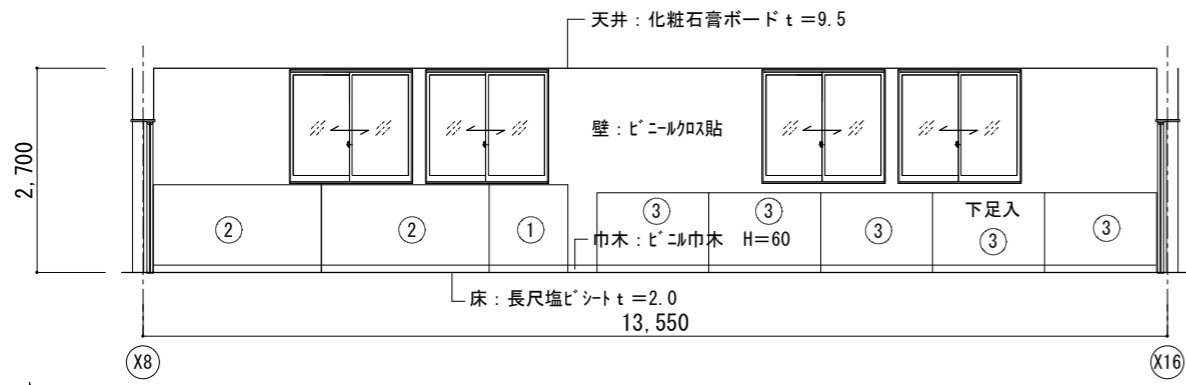 天井：化粧石膏ボードｔ＝9.5
2,700
壁：ﾋﾞﾆｰﾙｸﾛｽ貼
② ② ① ③ ③ ③ 下足入 ③ ③
巾木：ﾋﾞﾆﾙ巾木 H＝60
床：長尺塩ﾋﾞｼｰﾄｔ＝2.0
13,550
X8 X16